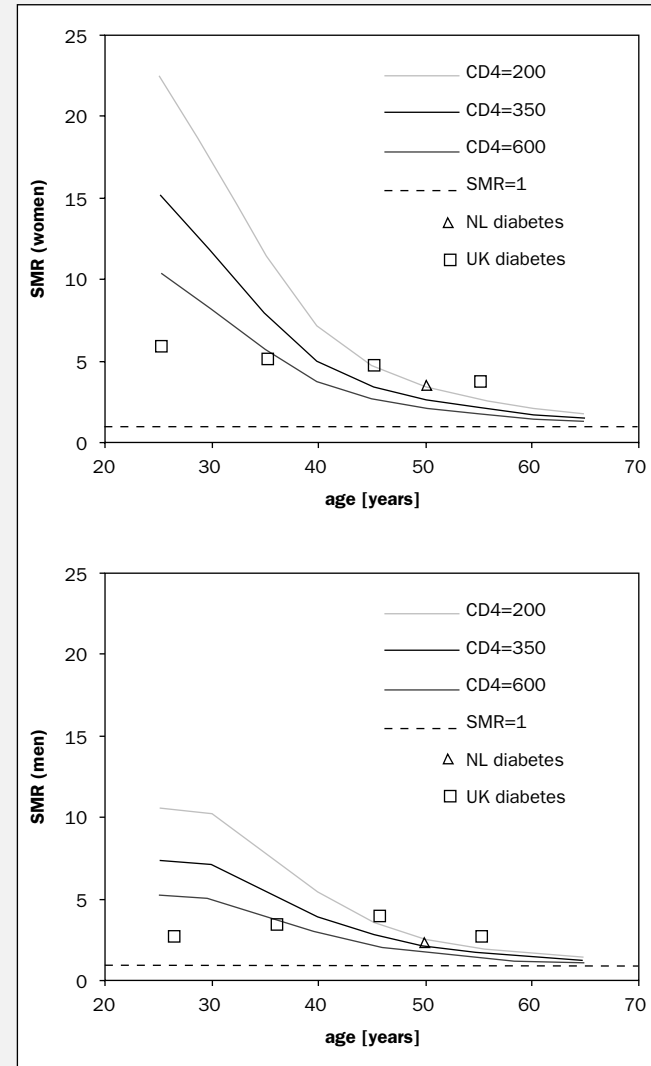 25
20
15
10
5
0
SMR (women)
CD4=200
CD4=350
CD4=600
SMR=1
NL diabetes
UK diabetes
20 30 40 50 60 70
age [years]
25
20
15
10
5
0
SMR (men)
CD4=200
CD4=350
CD4=600
SMR=1
NL diabetes
UK diabetes
20 30 40 50 60 70
age [years]